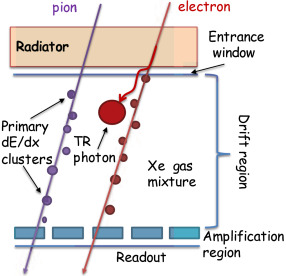 pion
electron
Radiator
Entrance
window
Primary
dE/dx
clusters
TR
photon
Xe gas
mixture
Drift region
Amplification
region
Readout